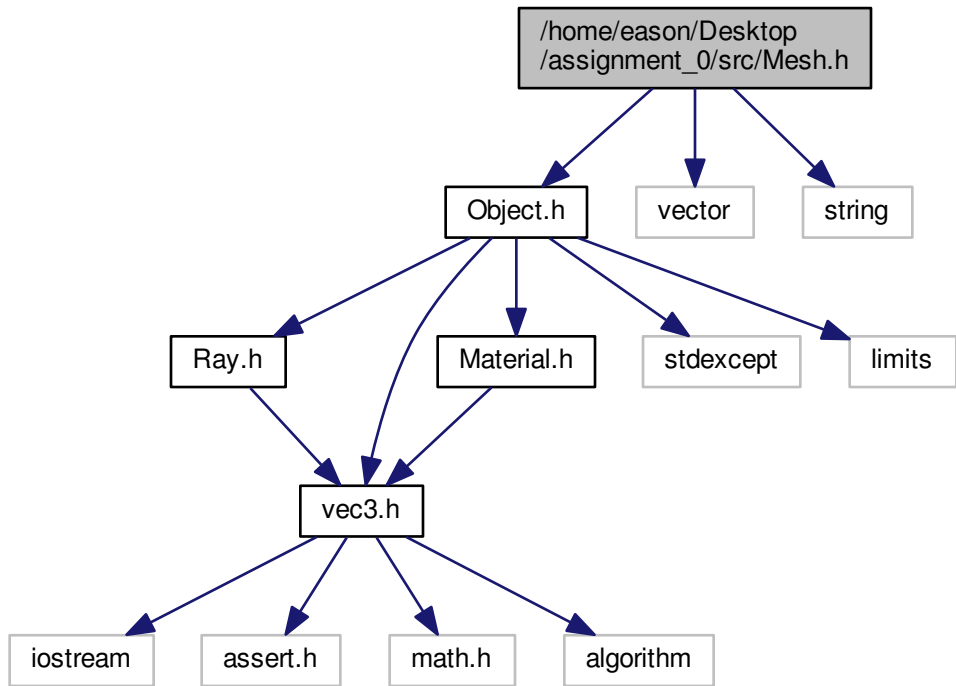 /home/eason/Desktop
/assignment_0/src/Mesh.h
Object.h
vector
string
Ray.h
Material.h
stdexcept
limits
vec3.h
iostream
assert.h
math.h
algorithm